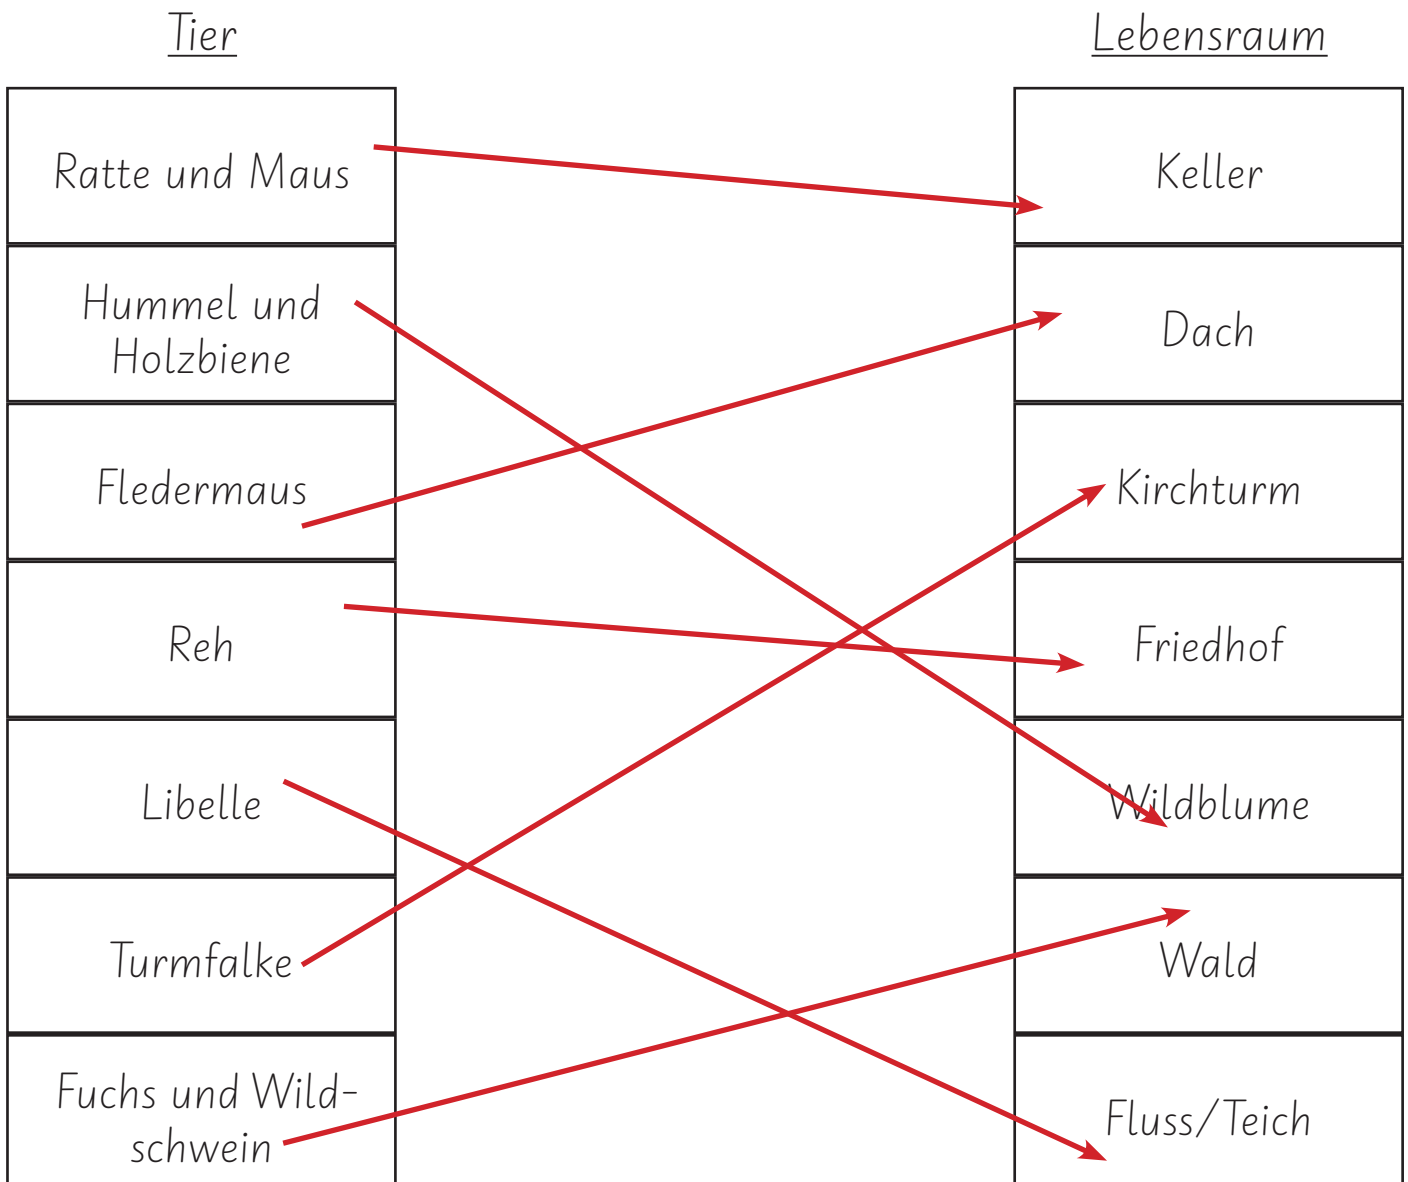 Tier
Lebensraum
Ratte und Maus
Keller
Hummel und
Holzbiene
Dach
Fledermaus
Kirchturm
Reh
Friedhof
Libelle
Wildblume
Turmfalke
Wald
Fuchs und Wild-
schwein
Fluss/Teich